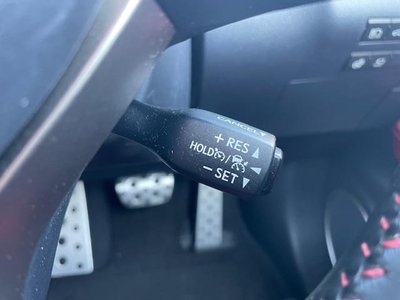 CANCEL
+ RES
HOLD /
− SET